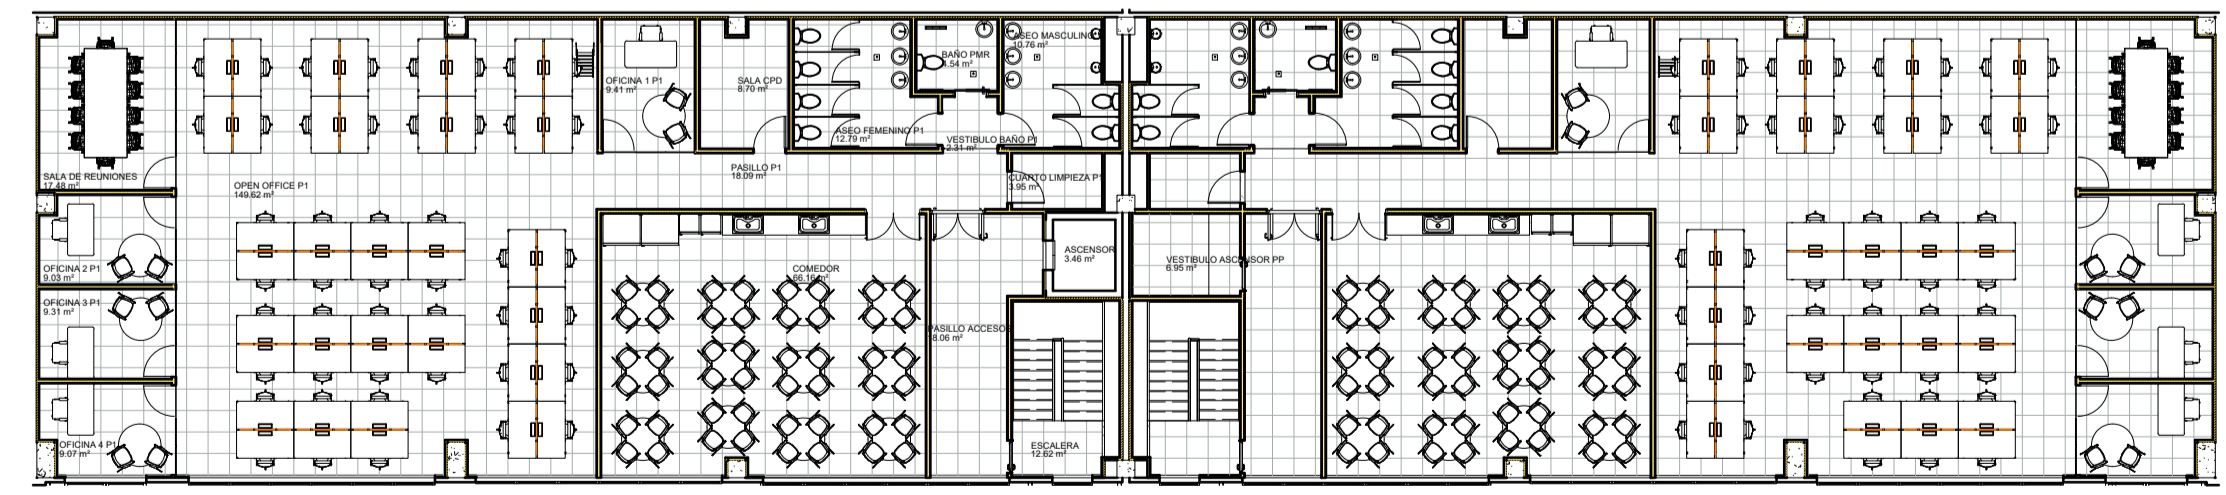 ASEO MASCULINO
10.76 m²
BAÑO PMR
4.54 m²
OFICINA 1 P1
9.41 m²
SALA CPD
8.70 m²
ASEO FEMENINO P1
12.79 m²
VESTIBULO BAÑO P1
2.31 m²
PASILLO P1
18.09 m²
SALA DE REUNIONES
17.48 m²
OPEN OFFICE P1
149.62 m²
CUARTO LIMPIEZA P1
3.95 m²
ASCENSOR
3.46 m²
VESTIBULO ASCENSOR PP
6.95 m²
OFICINA 2 P1
9.03 m²
COMEDOR
66.16 m²
OFICINA 3 P1
9.31 m²
PASILLO ACCESO
18.06 m²
OFICINA 4 P1
9.07 m²
ESCALERA
12.62 m²